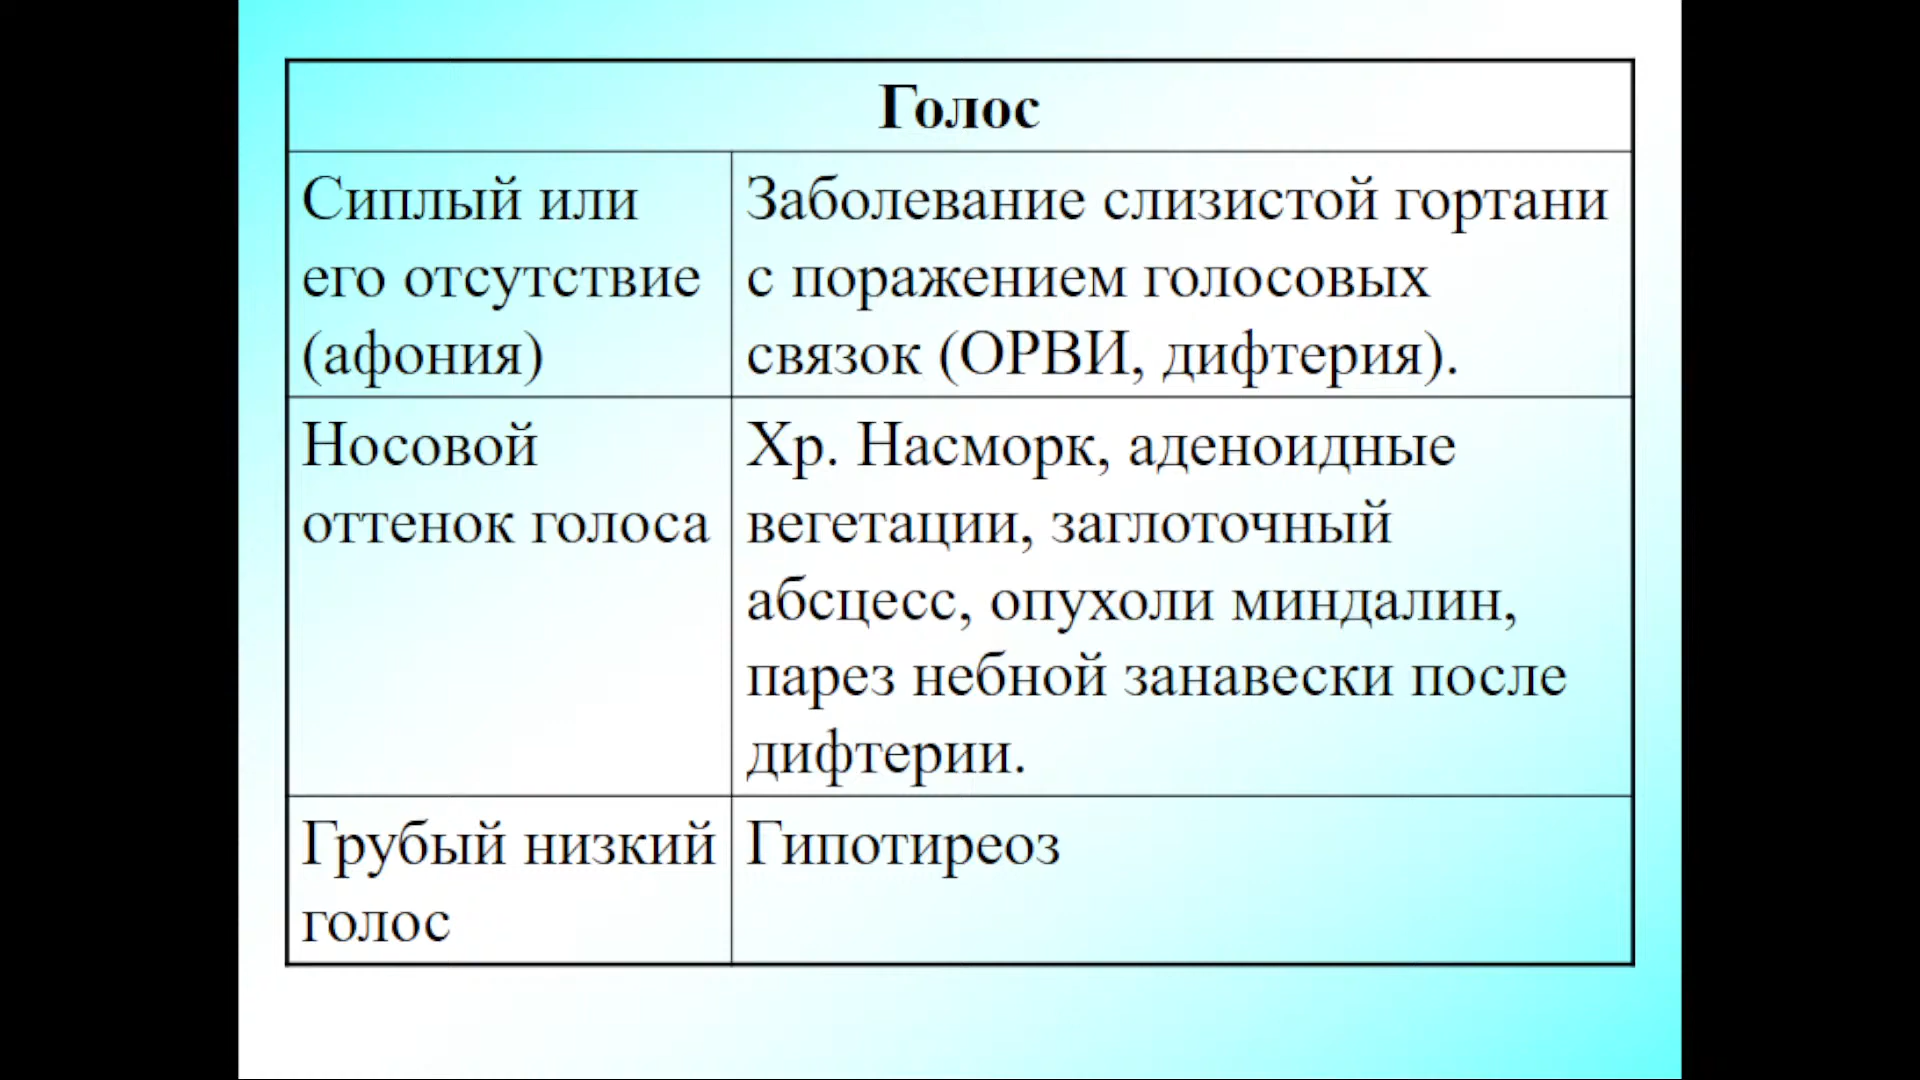 Голос
Сиплый или
его отсутствие
(афония)
Заболевание слизистой гортани
с поражением голосовых
связок (ОРВИ, дифтерия).
Носовой
оттенок голоса
Хр. Насморк, аденоидные
вегетации, заглоточный
абсцесс, опухоли миндалин,
парез небной занавески после
дифтерии.
Грубый низкий
голос
Гипотиреоз